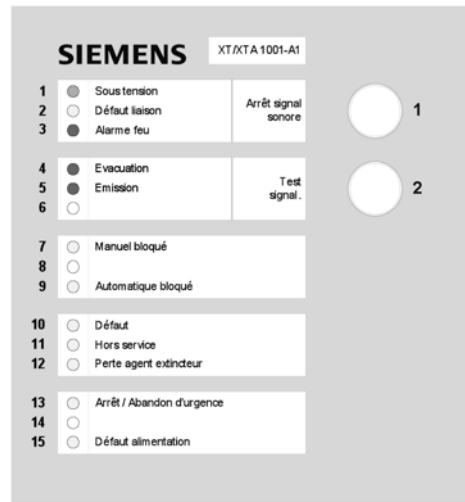 SIEMENS
XT/XTA 1001-A1
1 Sous tension
2 Défaut liaison
3 Alarme feu
Arrêt signal
sonore
1
4 Evacuation
5 Emission
6
Test
signal.
2
7 Manuel bloqué
8
9 Automatique bloqué
10 Défaut
11 Hors service
12 Perte agent extincteur
13 Arrêt / Abandon d'urgence
14
15 Défaut alimentation